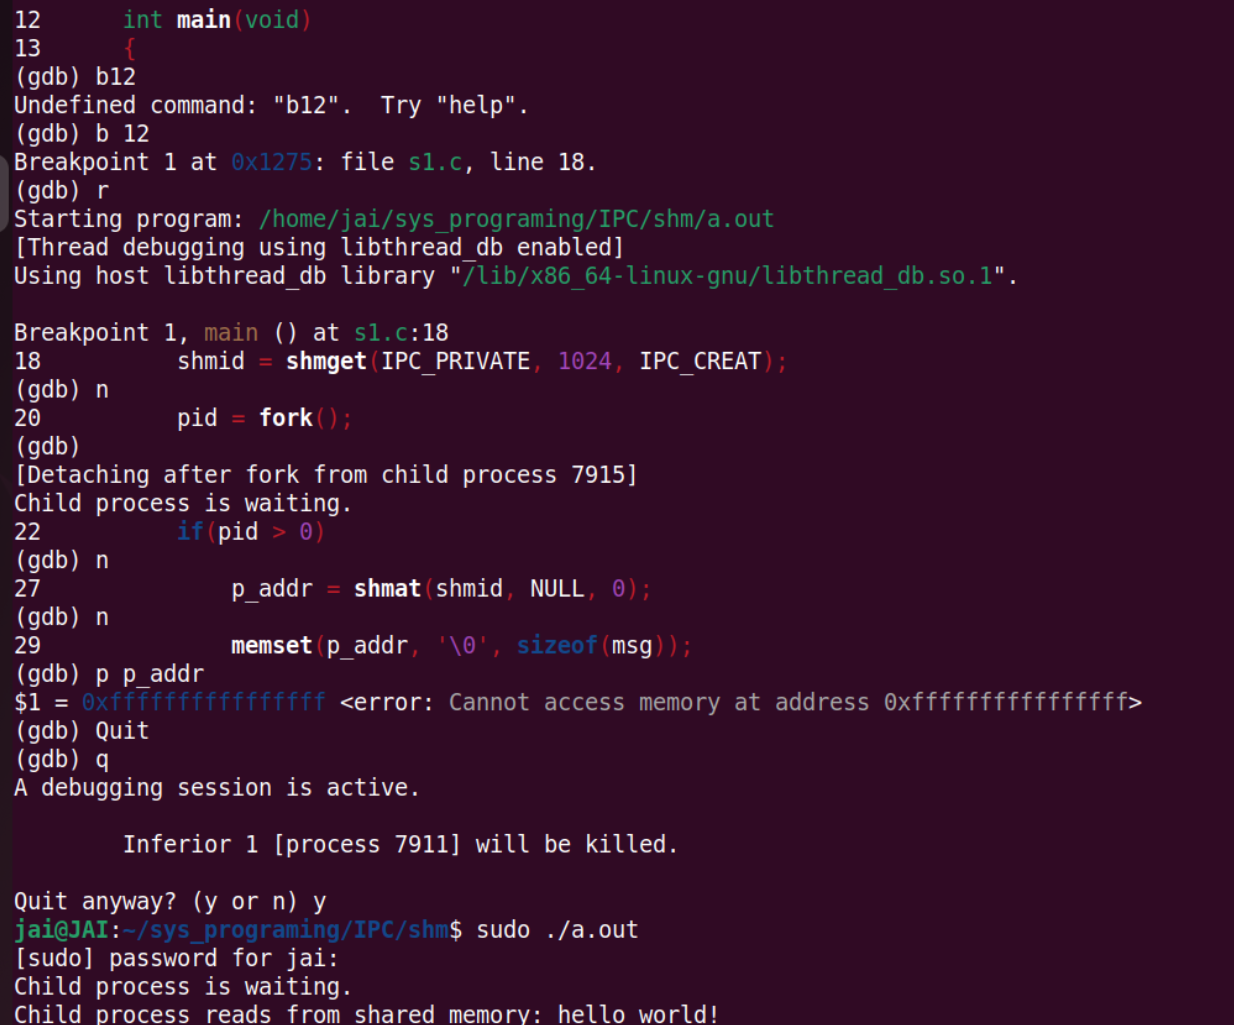 12      int main(void)
13      {
(gdb) b12
Undefined command: "b12".  Try "help".
(gdb) b 12
Breakpoint 1 at 0x1275: file s1.c, line 18.
(gdb) r
Starting program: /home/jai/sys_programing/IPC/shm/a.out
[Thread debugging using libthread_db enabled]
Using host libthread_db library "/lib/x86_64-linux-gnu/libthread_db.so.1".
Breakpoint 1, main () at s1.c:18
18          shmid = shmget(IPC_PRIVATE, 1024, IPC_CREAT);
(gdb) n
20          pid = fork();
(gdb)
[Detaching after fork from child process 7915]
Child process is waiting.
22          if(pid > 0)
(gdb) n
27              p_addr = shmat(shmid, NULL, 0);
(gdb) n
29              memset(p_addr, '\0', sizeof(msg));
(gdb) p p_addr
$1 = 0xffffffffffffffff <error: Cannot access memory at address 0xffffffffffffffff>
(gdb) Quit
(gdb) q
A debugging session is active.
        Inferior 1 [process 7911] will be killed.
Quit anyway? (y or n) y
jai@JAI:~/sys_programing/IPC/shm$ sudo ./a.out
[sudo] password for jai:
Child process is waiting.
Child process reads from shared memory: hello world!